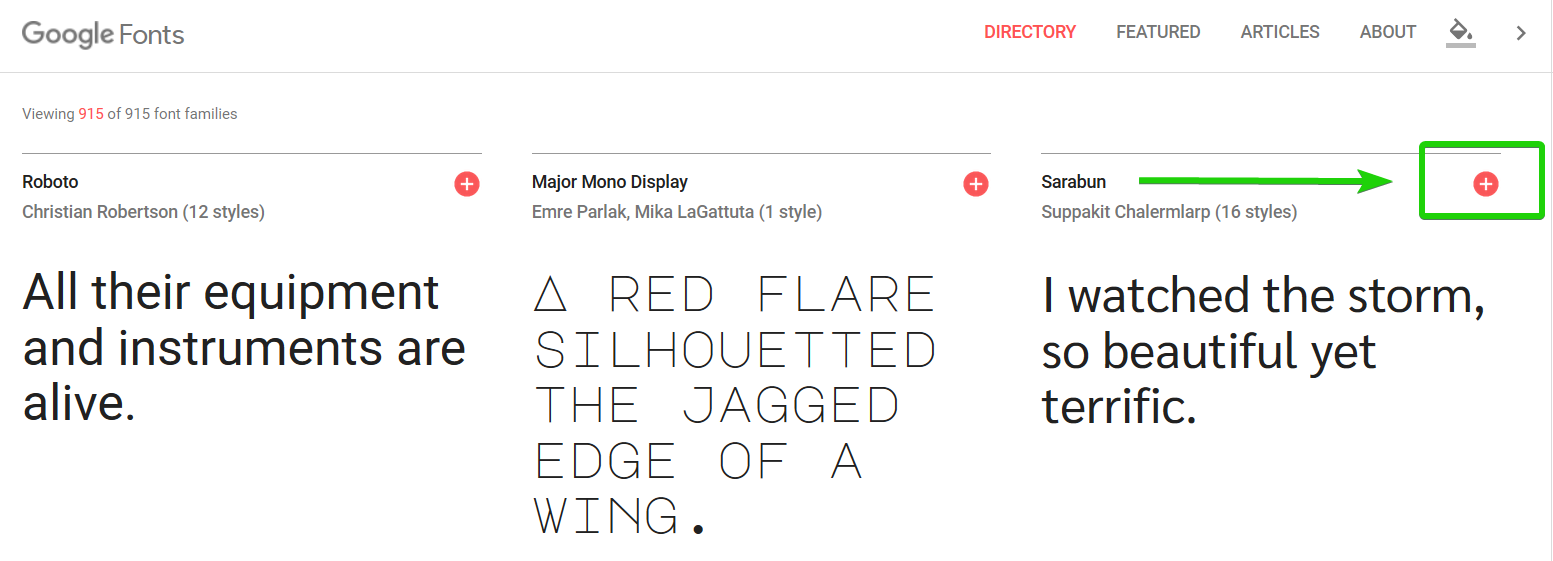 Google Fonts
DIRECTORY FEATURED ARTICLES ABOUT
Viewing 915 of 915 font families
Roboto
Christian Robertson (12 styles)
All their equipment
and instruments are
alive.
Major Mono Display
Emre Parlak, Mika LaGattuta (1 style)
A RED FLARE
SILHOUETTED
THE JAGGED
EDGE OF A
WING.
Sarabun
Suppakit Chalermlarp (16 styles)
I watched the storm,
so beautiful yet
terrific.